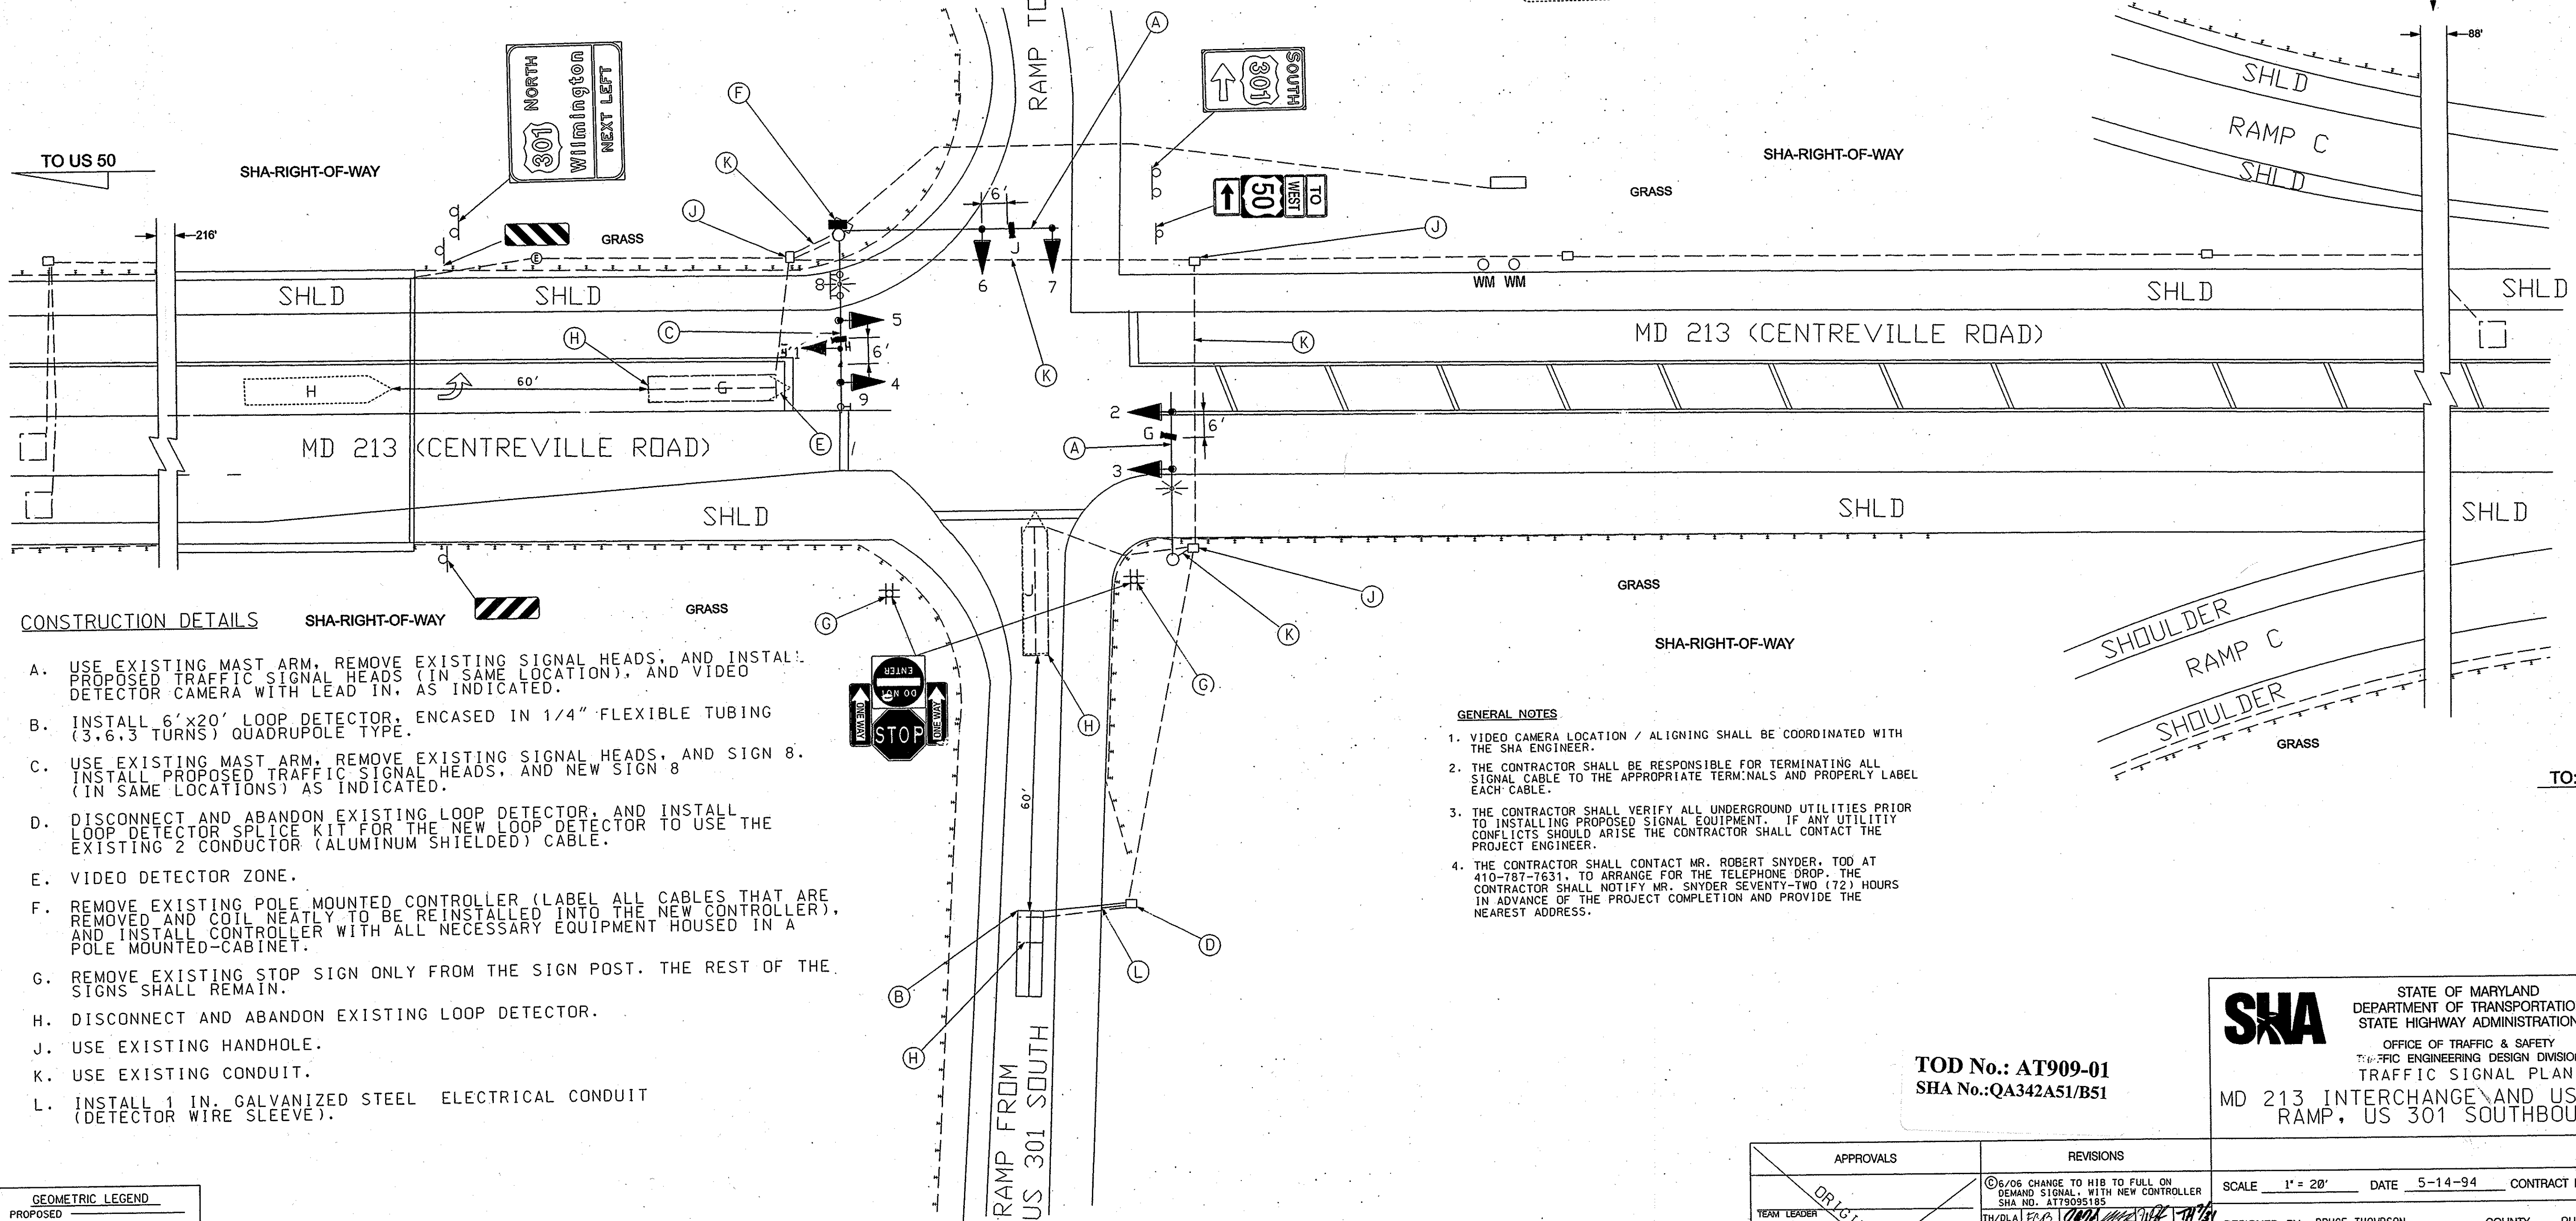 RAMP TO
A
88'
SHLD
RAMP C
SHLD
301 NORTH
Wilmington
NEXT LEFT
SOUTH
301
F
K
J
TO US 50
SHA-RIGHT-OF-WAY
SHA-RIGHT-OF-WAY
GRASS
TO
WEST
50
6'
J
216'
GRASS
J
6
7
K
WM WM
SHLD
SHLD
8
SHLD
SHLD
C
5
H
1
H
6'
MD 213 (CENTREVILLE ROAD)
K
H
60'
G
4
9
E
2
G
6'
A
3
MD 213 (CENTREVILLE ROAD)
SHLD
SHLD
SHLD
J
K
G
GRASS
SHA-RIGHT-OF-WAY
GRASS
SHA-RIGHT-OF-WAY
G
J
H
60'
DO NOT
ENTER
ONE WAY
STOP
ONE WAY
SHOULDER
RAMP C
SHOULDER
GRASS
TO:
CONSTRUCTION DETAILS
A. USE EXISTING MAST ARM, REMOVE EXISTING SIGNAL HEADS, AND INSTALL
PROPOSED TRAFFIC SIGNAL HEADS (IN SAME LOCATION), AND VIDEO
DETECTOR CAMERA WITH LEAD IN, AS INDICATED.
B. INSTALL 6'x20' LOOP DETECTOR, ENCASED IN 1/4" FLEXIBLE TUBING
(3,6,3 TURNS) QUADRUPOLE TYPE.
C. USE EXISTING MAST ARM, REMOVE EXISTING SIGNAL HEADS, AND SIGN 8.
INSTALL PROPOSED TRAFFIC SIGNAL HEADS, AND NEW SIGN 8
(IN SAME LOCATIONS) AS INDICATED.
D. DISCONNECT AND ABANDON EXISTING LOOP DETECTOR, AND INSTALL
LOOP DETECTOR SPLICE KIT FOR THE NEW LOOP DETECTOR TO USE THE
EXISTING 2 CONDUCTOR (ALUMINUM SHIELDED) CABLE.
E. VIDEO DETECTOR ZONE.
F. REMOVE EXISTING POLE MOUNTED CONTROLLER (LABEL ALL CABLES THAT ARE
REMOVED AND COIL NEATLY TO BE REINSTALLED INTO THE NEW CONTROLLER),
AND INSTALL CONTROLLER WITH ALL NECESSARY EQUIPMENT HOUSED IN A
POLE MOUNTED-CABINET.
G. REMOVE EXISTING STOP SIGN ONLY FROM THE SIGN POST. THE REST OF THE
SIGNS SHALL REMAIN.
H. DISCONNECT AND ABANDON EXISTING LOOP DETECTOR.
J. USE EXISTING HANDHOLE.
K. USE EXISTING CONDUIT.
L. INSTALL 1 IN. GALVANIZED STEEL ELECTRICAL CONDUIT
(DETECTOR WIRE SLEEVE).
B
H
D
L
RAMP FROM
US 301 SOUTH
GENERAL NOTES
1. VIDEO CAMERA LOCATION / ALIGNING SHALL BE COORDINATED WITH
THE SHA ENGINEER.
2. THE CONTRACTOR SHALL BE RESPONSIBLE FOR TERMINATING ALL
SIGNAL CABLE TO THE APPROPRIATE TERMINALS AND PROPERLY LABEL
EACH CABLE.
3. THE CONTRACTOR SHALL VERIFY ALL UNDERGROUND UTILITIES PRIOR
TO INSTALLING PROPOSED SIGNAL EQUIPMENT. IF ANY UTILITIY
CONFLICTS SHOULD ARISE THE CONTRACTOR SHALL CONTACT THE
PROJECT ENGINEER.
4. THE CONTRACTOR SHALL CONTACT MR. ROBERT SNYDER, TOD AT
410-787-7631, TO ARRANGE FOR THE TELEPHONE DROP. THE
CONTRACTOR SHALL NOTIFY MR. SNYDER SEVENTY-TWO (72) HOURS
IN ADVANCE OF THE PROJECT COMPLETION AND PROVIDE THE
NEAREST ADDRESS.
TOD No.: AT909-01
SHA No.:QA342A51/B51
SHA
STATE OF MARYLAND
DEPARTMENT OF TRANSPORTATIO
STATE HIGHWAY ADMINISTRATION
OFFICE OF TRAFFIC & SAFETY
TRAFFIC ENGINEERING DESIGN DIVISIO
TRAFFIC SIGNAL PLAN
MD 213 INTERCHANGE AND US
RAMP, US 301 SOUTHBOU
APPROVALS
REVISIONS
©6/06 CHANGE TO HIB TO FULL ON
DEMAND SIGNAL, WITH NEW CONTROLLER
SHA NO. AT79095185
TEAM LEADER
SCALE 1" = 20' DATE 5-14-94 CONTRACT
GEOMETRIC LEGEND
PROPOSED